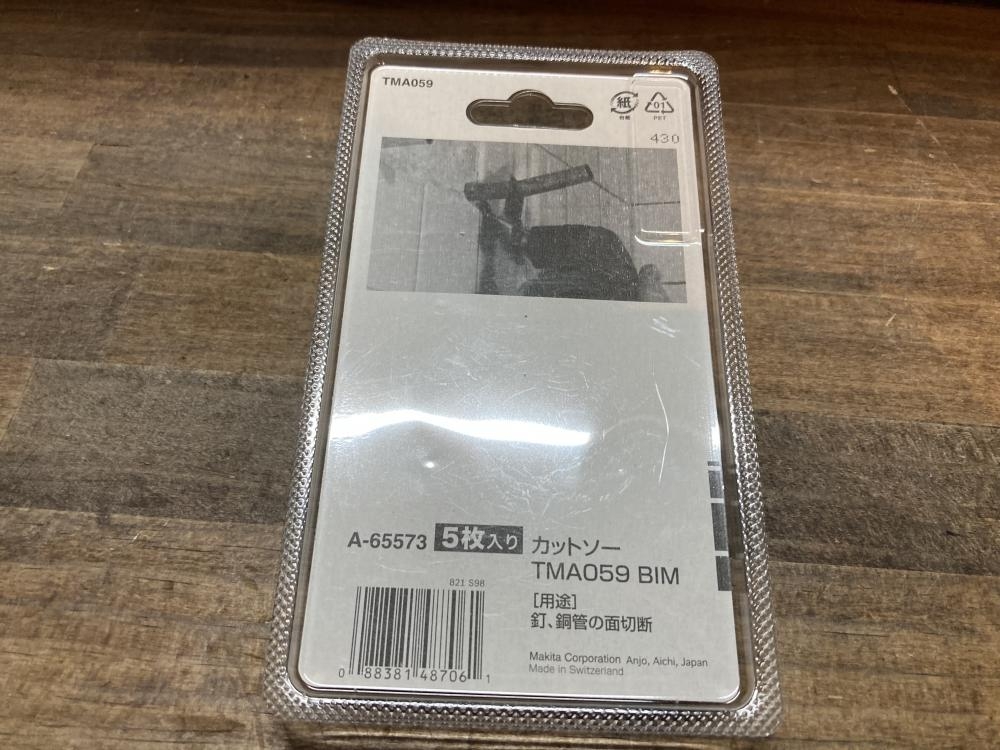 TMA059
紙
台紙
01
PET
430
A-65573 5枚入り カットソー
TMA059 BIM
[用途]
釘、銅管の面切断
821 S98
0 88381 48706 1
Makita Corporation Anjo, Aichi, Japan
Made in Switzerland